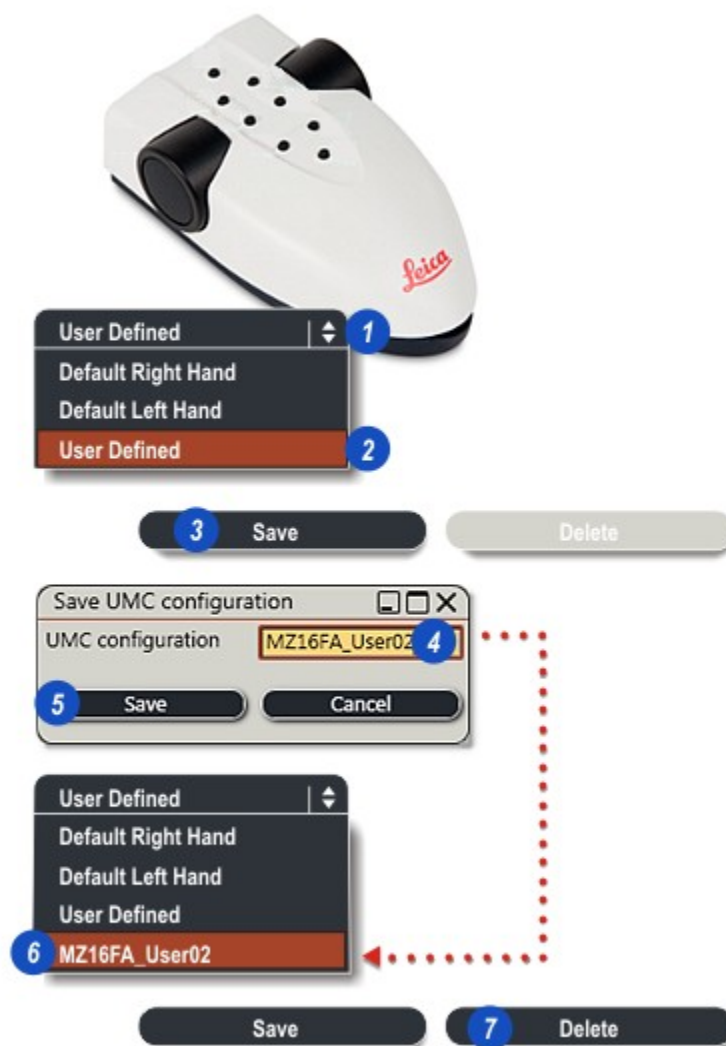 Leica
User Defined
1
Default Right Hand
Default Left Hand
User Defined
2
3
Save
Delete
Save UMC configuration
UMC configuration
MZ16FA_User02
4
5
Save
Cancel
User Defined
Default Right Hand
Default Left Hand
User Defined
6
MZ16FA_User02
Save
7
Delete